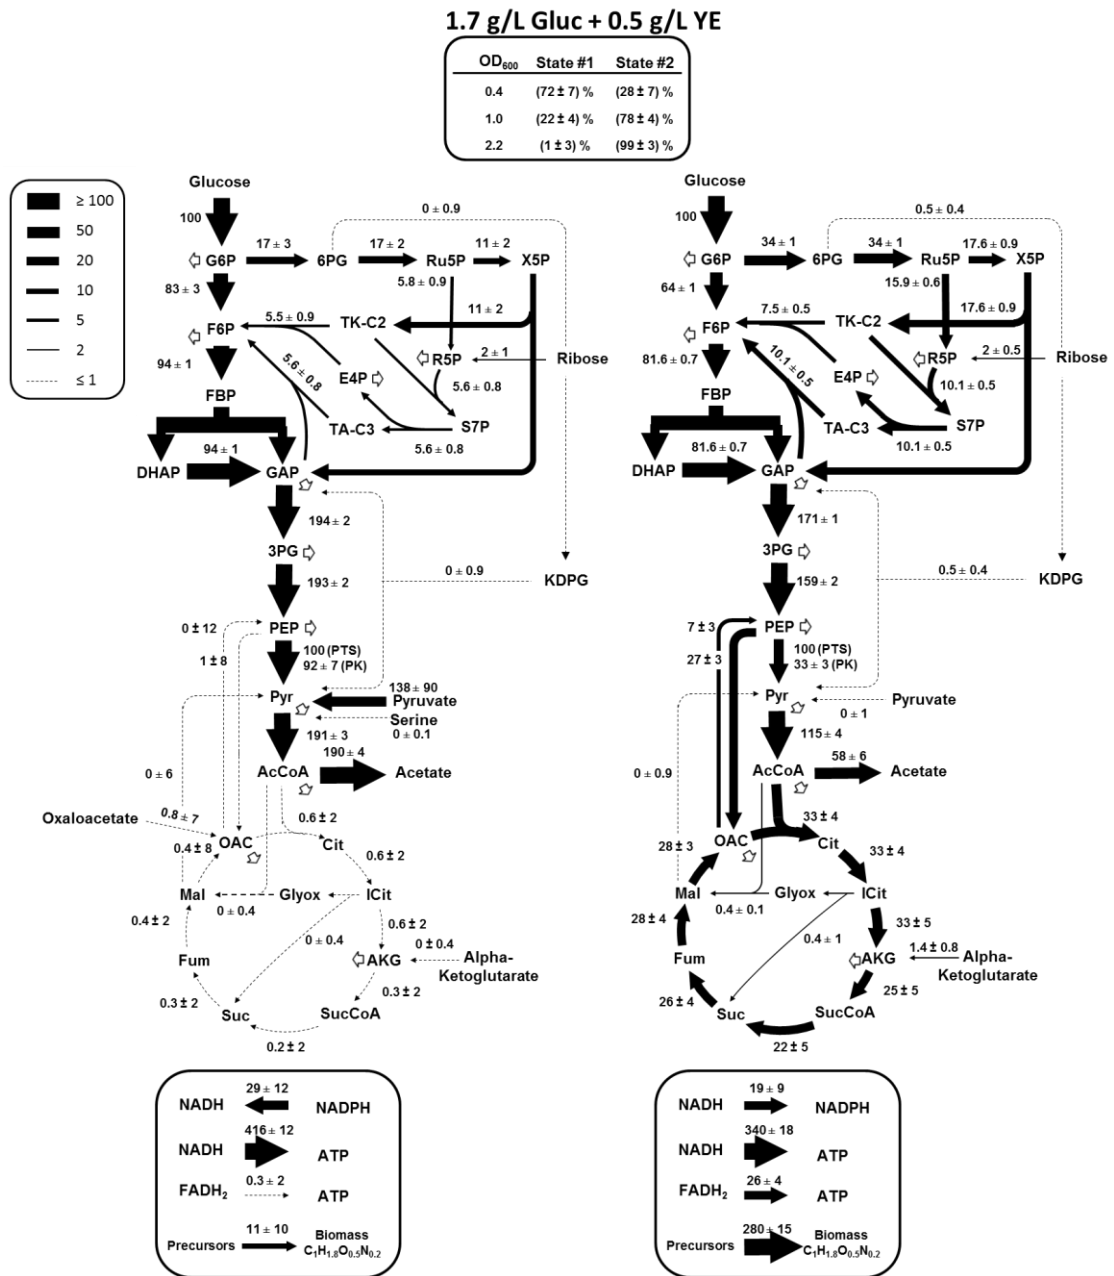 1.7 g/L Gluc + 0.5 g/L YE
OD600 State #1 State #2
0.4 (72 ± 7) % (28 ± 7) %
1.0 (22 ± 4) % (78 ± 4) %
2.2 (1 ± 3) % (99 ± 3) %
≥ 100
50
20
10
5
2
≤ 1
Glucose
100
0 ± 0.9
17 ± 3
17 ± 2
11 ± 2
G6P
6PG
Ru5P
X5P
83 ± 3
5.8 ± 0.9
5.5 ± 0.9
TK-C2
11 ± 2
F6P
94 ± 1
R5P
2 ± 1
Ribose
5.6 ± 0.8
E4P
5.6 ± 0.8
FBP
TA-C3
S7P
94 ± 1
5.6 ± 0.8
DHAP
GAP
194 ± 2
3PG
0 ± 0.9
KDPG
193 ± 2
0 ± 12
PEP
1 ± 8
100 (PTS)
92 ± 7 (PK)
138 ± 90
Pyr
Pyruvate
Serine
0 ± 0.1
191 ± 3
190 ± 4
0 ± 6
AcCoA
Acetate
Oxaloacetate
0.8 ± 7
0.6 ± 2
0.4 ± 8
OAC
Cit
0.6 ± 2
Mal
Glyox
ICit
0 ± 0.4
0.4 ± 2
0.6 ± 2
0 ± 0.4
0 ± 0.4
Fum
AKG
Alpha-
Ketoglutarate
0.3 ± 2
0.3 ± 2
Suc
SucCoA
0.2 ± 2
29 ± 12
NADH NADPH
416 ± 12
NADH ATP
0.3 ± 2
FADH2 ATP
11 ± 10
Precursors Biomass
C1H1.8O0.5N0.2
Glucose
100
0.5 ± 0.4
34 ± 1
34 ± 1
17.6 ± 0.9
G6P
6PG
Ru5P
X5P
64 ± 1
15.9 ± 0.6
7.5 ± 0.5
TK-C2
17.6 ± 0.9
F6P
81.6 ± 0.7
R5P
2 ± 0.5
Ribose
10.1 ± 0.5
E4P
10.1 ± 0.5
FBP
TA-C3
S7P
81.6 ± 0.7
10.1 ± 0.5
DHAP
GAP
171 ± 1
3PG
0.5 ± 0.4
KDPG
159 ± 2
7 ± 3
PEP
27 ± 3
100 (PTS)
33 ± 3 (PK)
Pyr
Pyruvate
0 ± 1
115 ± 4
58 ± 6
0 ± 0.9
AcCoA
Acetate
33 ± 4
28 ± 3
OAC
Cit
33 ± 4
Mal
Glyox
ICit
0.4 ± 0.1
28 ± 4
33 ± 5
0.4 ± 1
1.4 ± 0.8
Fum
AKG
Alpha-
Ketoglutarate
26 ± 4
25 ± 5
Suc
SucCoA
22 ± 5
19 ± 9
NADH NADPH
340 ± 18
NADH ATP
26 ± 4
FADH2 ATP
280 ± 15
Precursors Biomass
C1H1.8O0.5N0.2